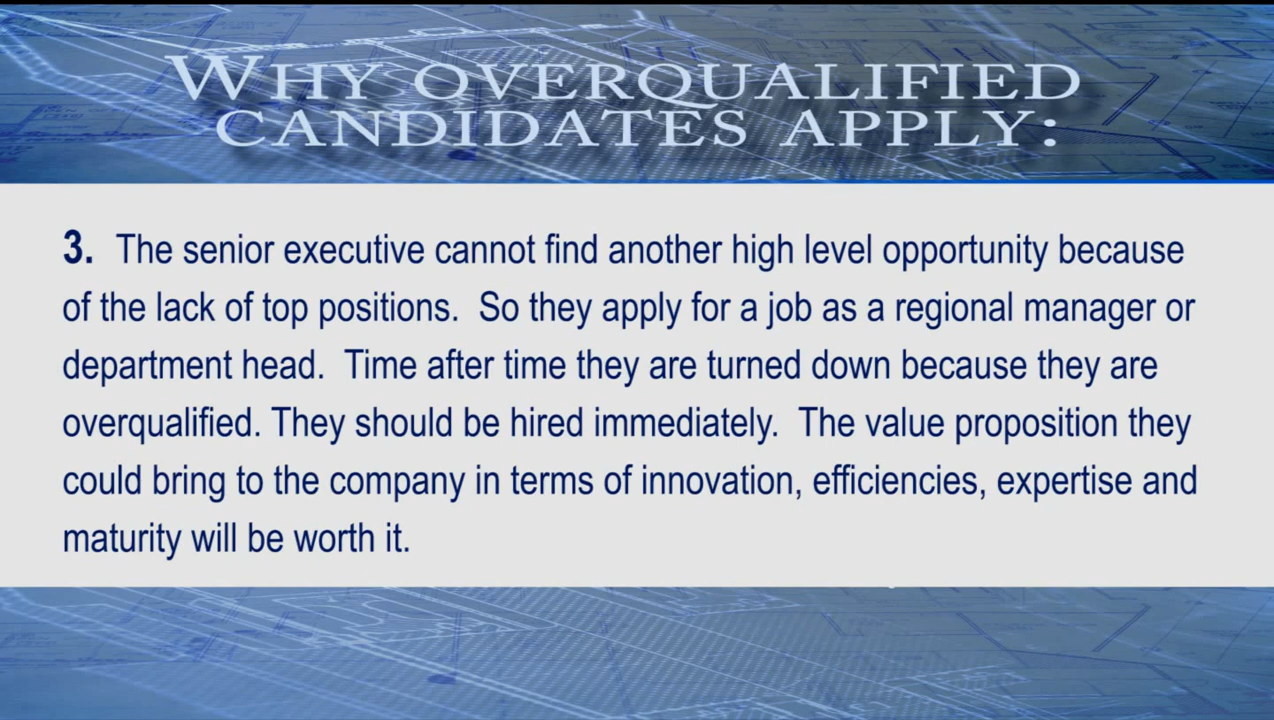 WHY OVERQUALIFIED
CANDIDATES APPLY:
3. The senior executive cannot find another high level opportunity because
of the lack of top positions. So they apply for a job as a regional manager or
department head. Time after time they are turned down because they are
overqualified. They should be hired immediately. The value proposition they
could bring to the company in terms of innovation, efficiencies, expertise and
maturity will be worth it.